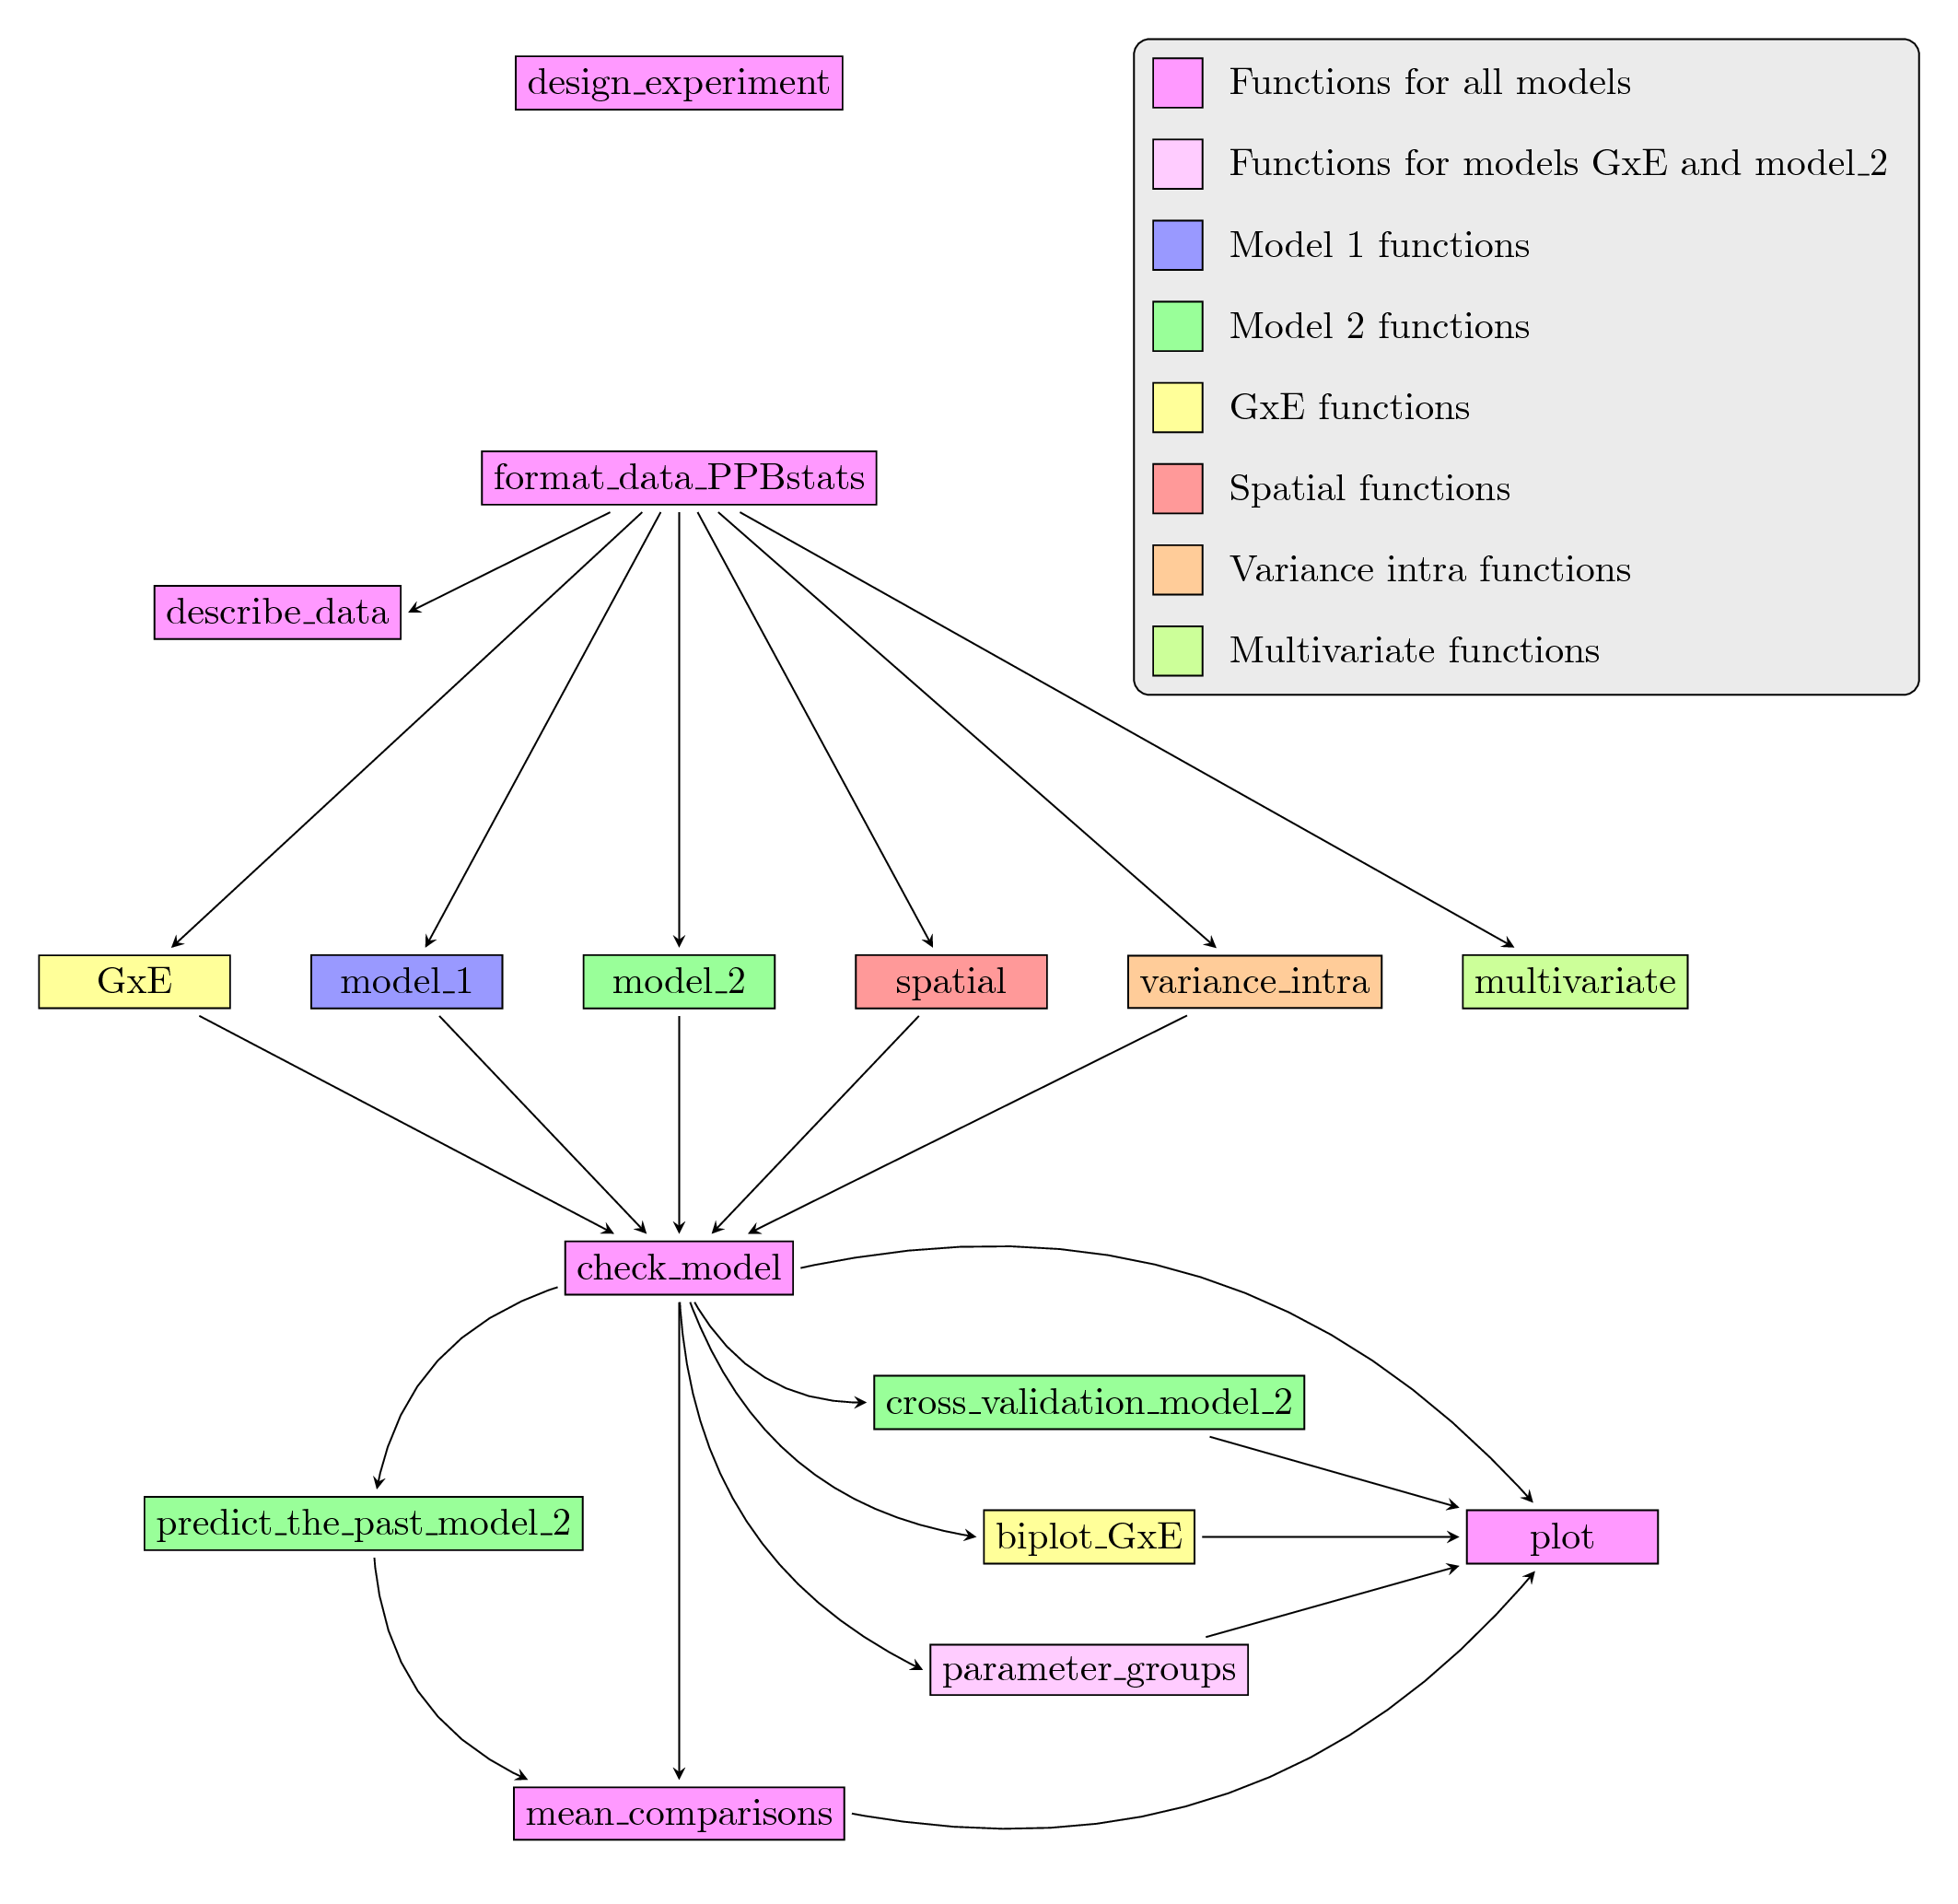 design_experiment
Functions for all models
Functions for models GxE and model_2
Model 1 functions
Model 2 functions
GxE functions
Spatial functions
Variance intra functions
Multivariate functions
format_data_PPBstats
describe_data
GxE
model_1
model_2
spatial
variance_intra
multivariate
check_model
cross_validation_model_2
predict_the_past_model_2
biplot_GxE
plot
parameter_groups
mean_comparisons